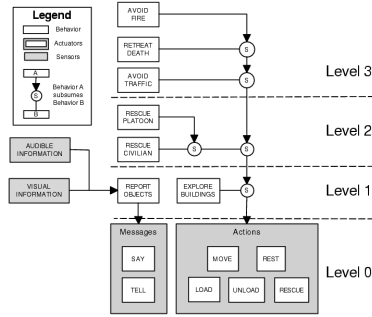 Legend
Behavior
Actuators
Sensors
A
S
B
Behavior A
subsumes
Behavior B
AVOID
FIRE
RETREAT
DEATH
S
AVOID
TRAFFIC
S
Level 3
RESCUE
PLATOON
Level 2
RESCUE
CIVILIAN
S
S
AUDIBLE
INFORMATION
VISUAL
INFORMATION
REPORT
OBJECTS
EXPLORE
BUILDINGS
S
Level 1
Messages
SAY
TELL
Actions
MOVE
REST
LOAD
UNLOAD
RESCUE
Level 0